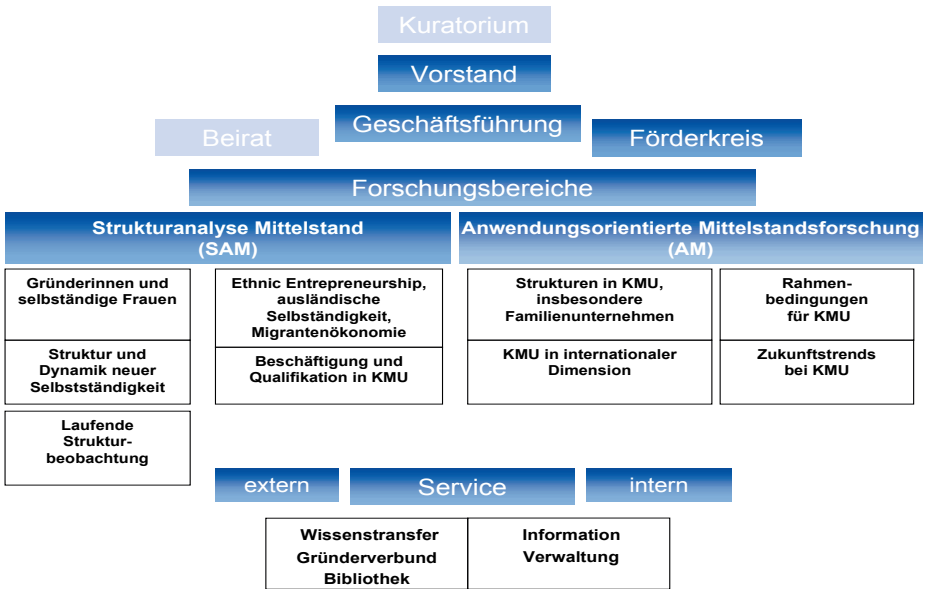 Kuratorium
Vorstand
Geschäftsführung
Beirat
Förderkreis
Forschungsbereiche
Strukturanalyse Mittelstand
(SAM)
Anwendungsorientierte Mittelstandsforschung
(AM)
Gründerinnen und
selbständige Frauen
Ethnic Entrepreneurship,
ausländische
Selbständigkeit,
Migrantenökonomie
Strukturen in KMU,
insbesondere
Familienunternehmen
Rahmen-
bedingungen
für KMU
Struktur und
Dynamik neuer
Selbstständigkeit
Beschäftigung und
Qualifikation in KMU
KMU in internationaler
Dimension
Zukunftstrends
bei KMU
Laufende
Struktur-
beobachtung
extern
Service
intern
Wissenstransfer
Gründerverbund
Bibliothek
Information
Verwaltung